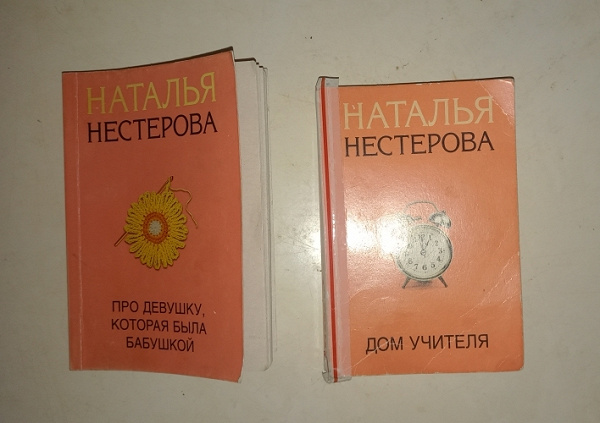 НАТАЛЬЯ
НЕСТЕРОВА
ПРО ДЕВУШКУ,
КОТОРАЯ БЫЛА
БАБУШКОЙ
НАТАЛЬЯ
НЕСТЕРОВА
ДОМ УЧИТЕЛЯ